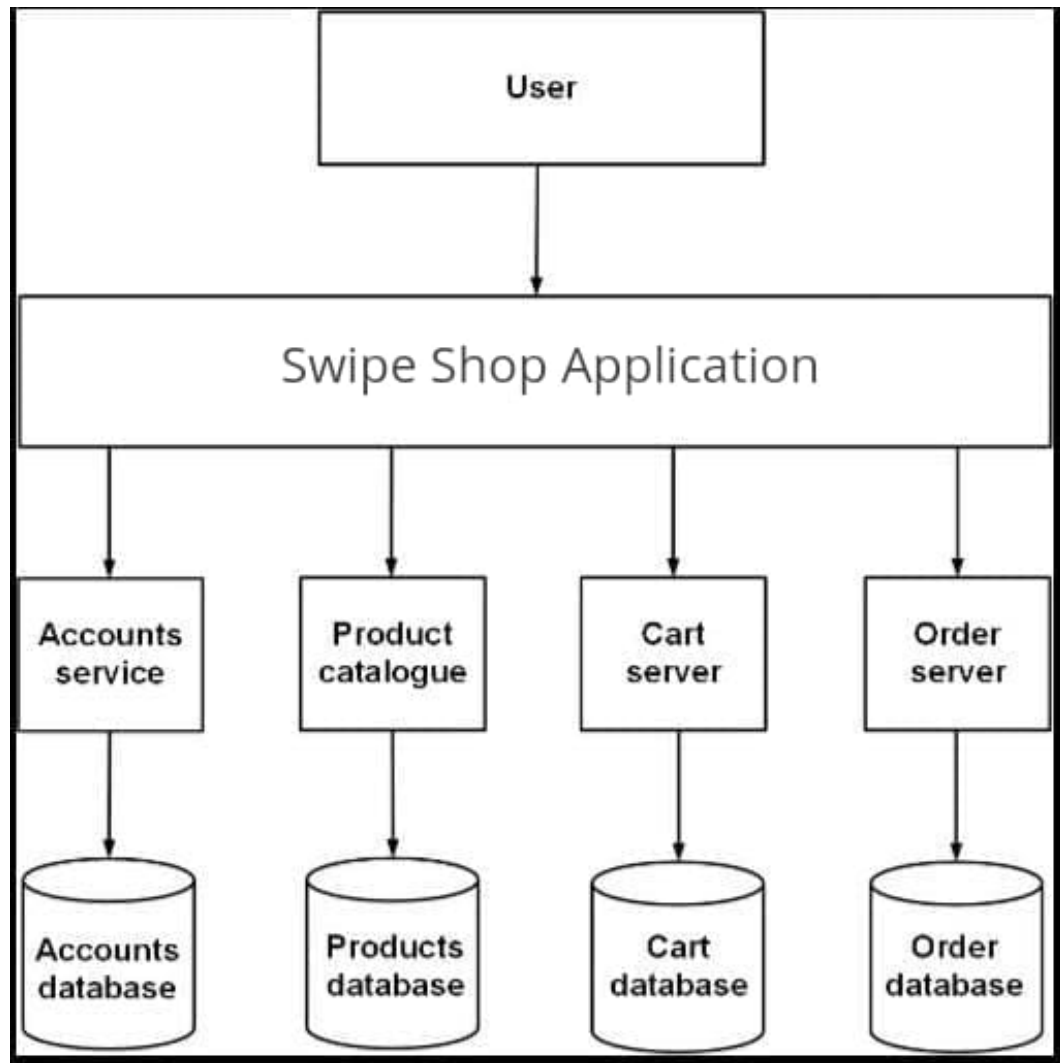 User
Swipe Shop Application
Accounts
service
Product
catalogue
Cart
server
Order
server
Accounts
database
Products
database
Cart
database
Order
database